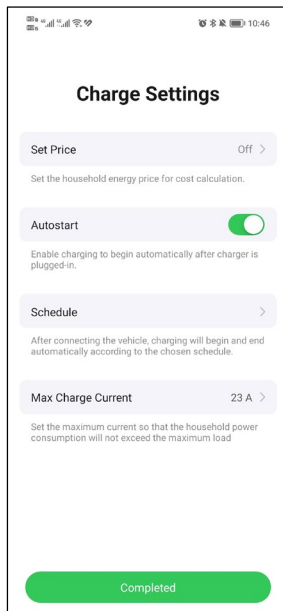 10:46
Charge Settings
Set Price
Off
Set the household energy price for cost calculation.
Autostart
Enable charging to begin automatically after charger is
plugged-in.
Schedule
After connecting the vehicle, charging will begin and end
automatically according to the chosen schedule.
Max Charge Current
23 A
Set the maximum current so that the household power
consumption will not exceed the maximum load
Completed